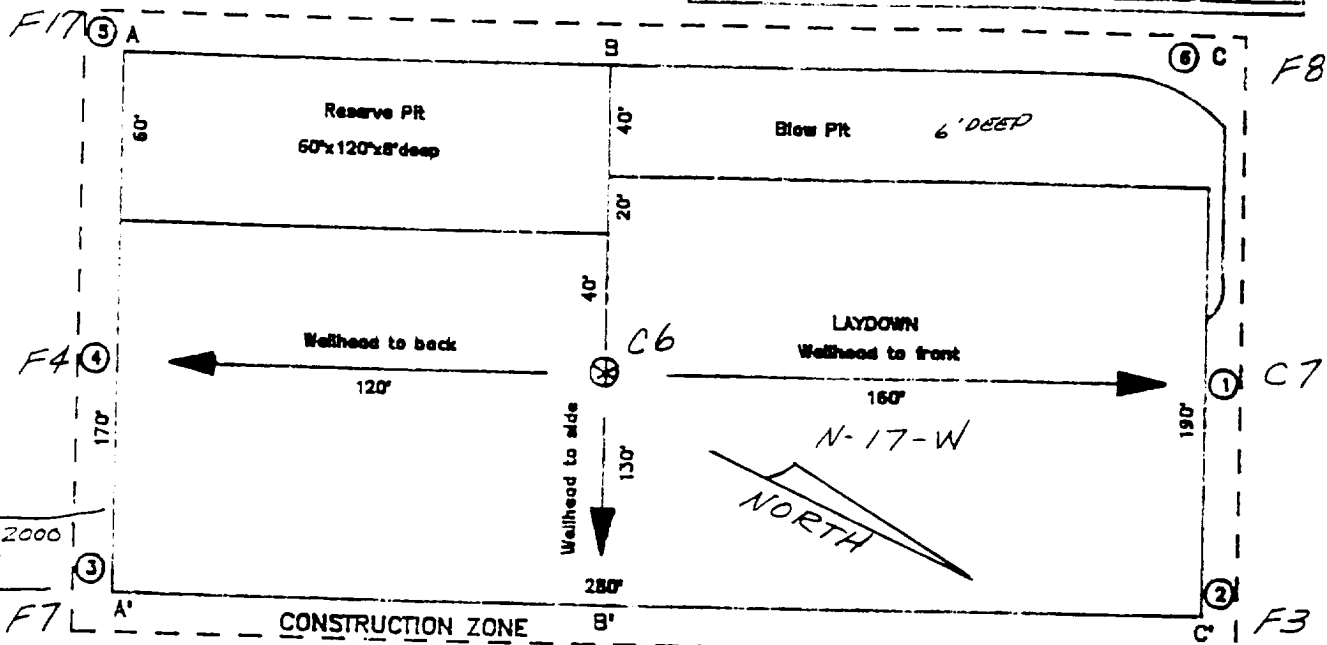 F17 ⑤ A B ⑥ C F8
60'
Reserve Pit
60'x120'x8'deep
40'
Blow Pit 6' DEEP
20'
40'
Wellhead to back
120'
C6
LAYDOWN
Wellhead to front
160'
F4 ④
① C7
170'
Wellhead to side
130'
N-17-W
NORTH
190'
2000
③
280'
②
F7 A' CONSTRUCTION ZONE B' C' F3